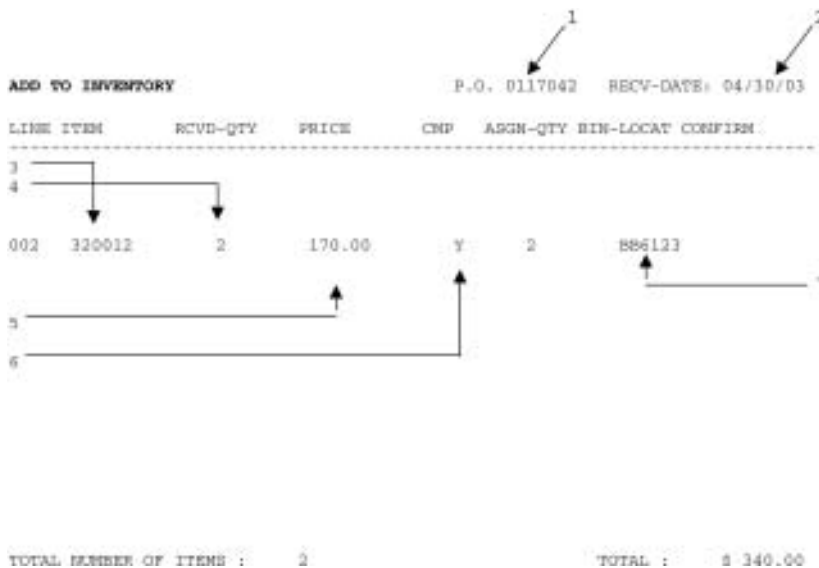 1 2
ADD TO INVENTORY P.O. 0117042 RECV-DATE: 04/30/03
LINE ITEM RCVD-QTY PRICE CMP ASGN-QTY BIN-LOCAT CONFIRM
3
4
002 320012 2 170.00 Y 2 BB6123
5
6
TOTAL NUMBER OF ITEMS : 2 TOTAL : $ 340.00